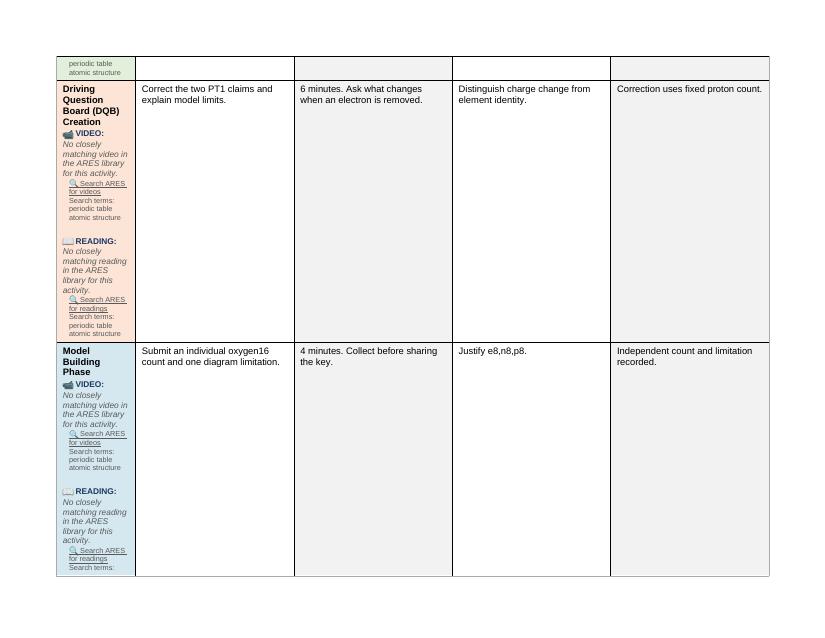 periodic table
atomic structure
Driving
Question
Board (DQB)
Creation
VIDEO:
No closely
matching video in
the ARES library
for this activity.
Search ARES
for videos
Search terms:
periodic table
atomic structure
READING:
No closely
matching reading
in the ARES
library for this
activity.
Search ARES
for readings
Search terms:
periodic table
atomic structure
Correct the two PT1 claims and
explain model limits.
6 minutes. Ask what changes
when an electron is removed.
Distinguish charge change from
element identity.
Correction uses fixed proton count.
Model
Building
Phase
VIDEO:
No closely
matching video in
the ARES library
for this activity.
Search ARES
for videos
Search terms:
periodic table
atomic structure
READING:
No closely
matching reading
in the ARES
library for this
activity.
Search ARES
for readings
Search terms:
Submit an individual oxygen16
count and one diagram limitation.
4 minutes. Collect before sharing
the key.
Justify e8,n8,p8.
Independent count and limitation
recorded.